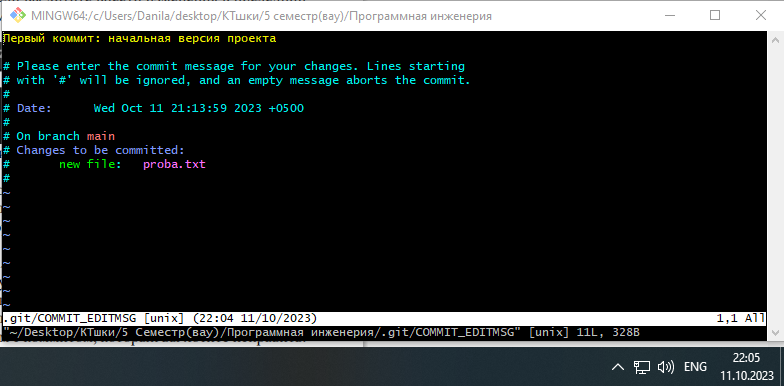 MINGW64:/c/Users/Danila/desktop/КТшки/5 семестр(вау)/Программная инженерия
Первый коммит: начальная версия проекта
# Please enter the commit message for your changes. Lines starting
# with '#' will be ignored, and an empty message aborts the commit.
#
# Date:      Wed Oct 11 21:13:59 2023 +0500
#
# On branch main
# Changes to be committed:
#       new file:   proba.txt
#
~
~
~
~
~
~
~
~
~
.git/COMMIT_EDITMSG [unix] (22:04 11/10/2023) 1,1 All
"~/Desktop/КТшки/5 Семестр(вау)/Программная инженерия/.git/COMMIT_EDITMSG" [unix] 11L, 328B
ENG
22:05
11.10.2023